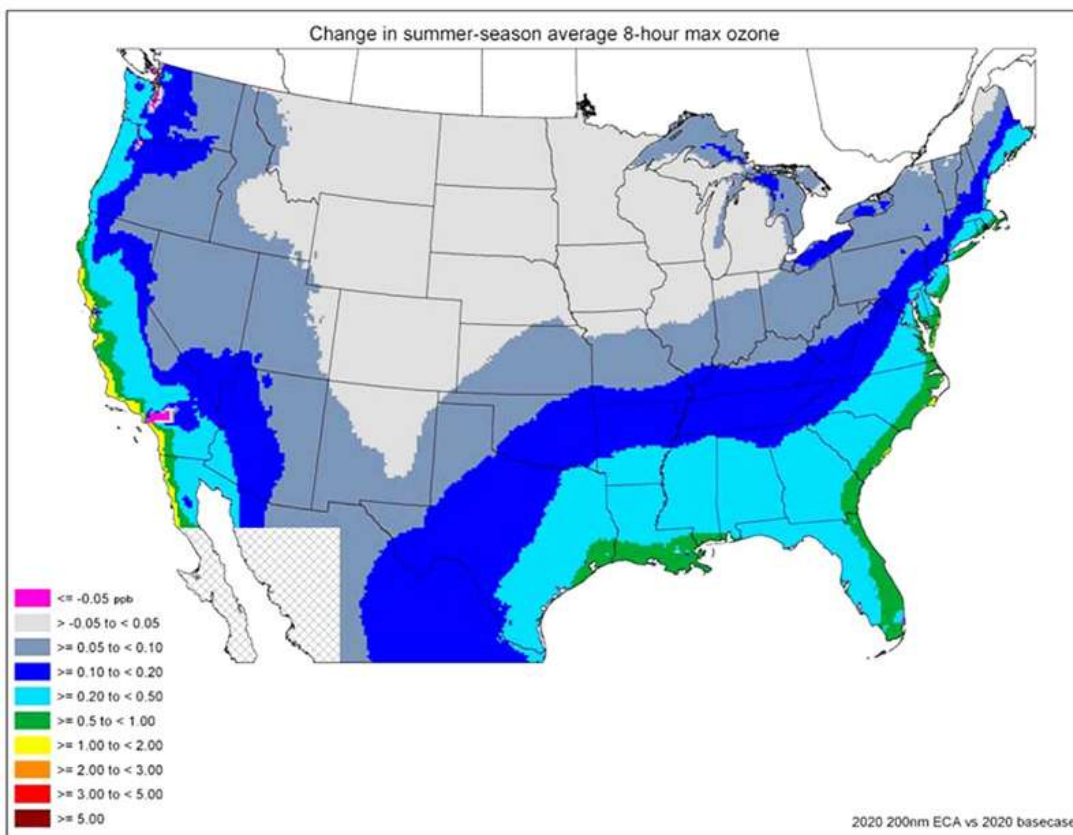 Change in summer-season average 8-hour max ozone
<= -0.05 ppb
> -0.05 to < 0.05
>= 0.05 to < 0.10
>= 0.10 to < 0.20
>= 0.20 to < 0.50
>= 0.5 to < 1.00
>= 1.00 to < 2.00
>= 2.00 to < 3.00
>= 3.00 to < 5.00
>= 5.00
2020 200nm ECA vs 2020 basecase